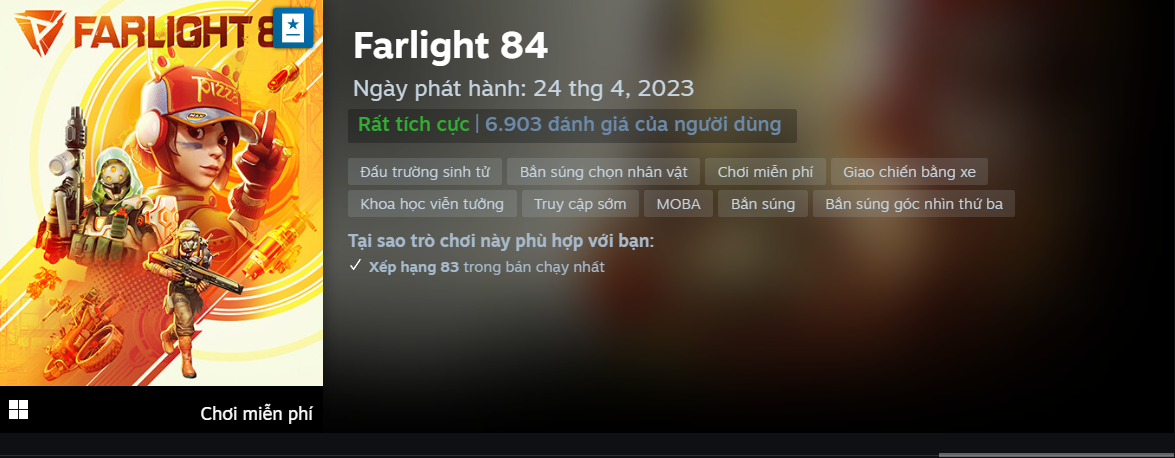 FARLIGHT 8
Pizza
Farlight 84
Ngày phát hành: 24 thg 4, 2023
Rất tích cực | 6.903 đánh giá của người dùng
Đấu trường sinh tử Bắn súng chọn nhân vật Chơi miễn phí Giao chiến bằng xe
Khoa học viễn tưởng Truy cập sớm MOBA Bắn súng Bắn súng góc nhìn thứ ba
Tại sao trò chơi này phù hợp với bạn:
Xếp hạng 83 trong bán chạy nhất
Chơi miễn phí